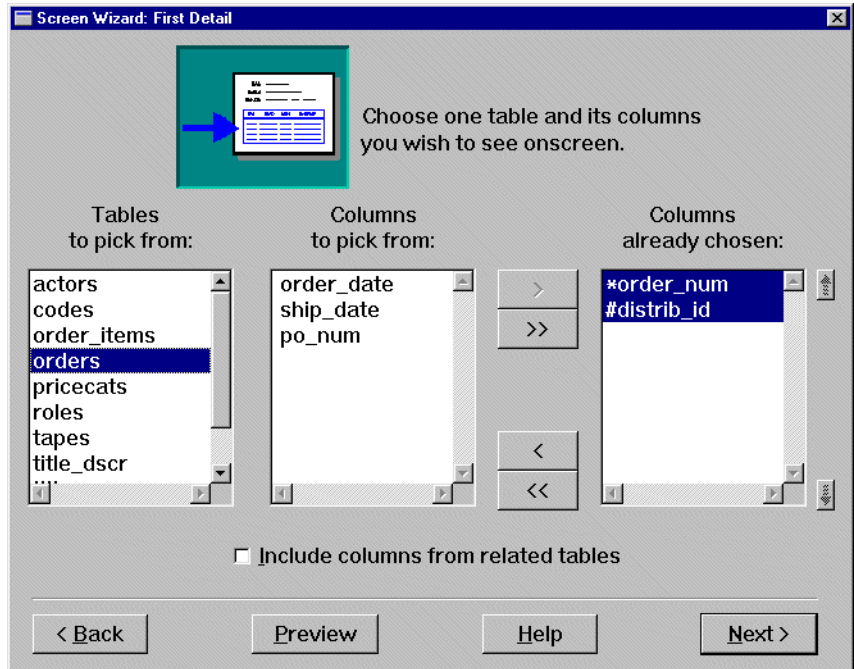 Screen Wizard: First Detail
Choose one table and its columns
you wish to see onscreen.
Tables
to pick from:
Columns
to pick from:
Columns
already chosen:
actors
codes
order_items
orders
pricecats
roles
tapes
title_dscr
order_date
ship_date
po_num
>
>>
<
<<
*order_num
#distrib_id
Include columns from related tables
< Back
Preview
Help
Next >